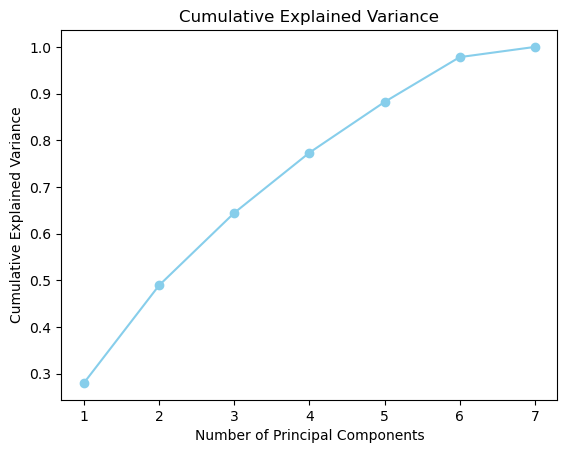 Cumulative Explained Variance
1.0
0.9
0.8
0.7
0.6
0.5
0.4
0.3
Cumulative Explained Variance
1 2 3 4 5 6 7
Number of Principal Components